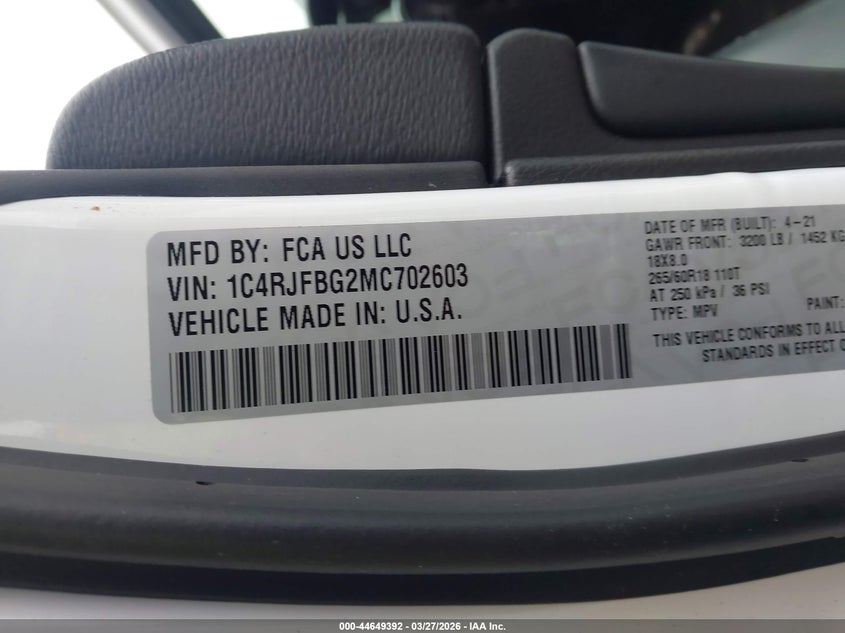 MFD BY: FCA US LLC
VIN: 1C4RJFBG2MC702603
VEHICLE MADE IN: U.S.A.
DATE OF MFR (BUILT): 4-21
GAWR FRONT: 3200 LB / 1452 KG
18X8.0
265/60R18 110T
AT 250 kPa / 36 PSI
TYPE: MPV PAINT:
THIS VEHICLE CONFORMS TO ALL
STANDARDS IN EFFECT
000-44649392 — 03/27/2026 — IAA Inc.